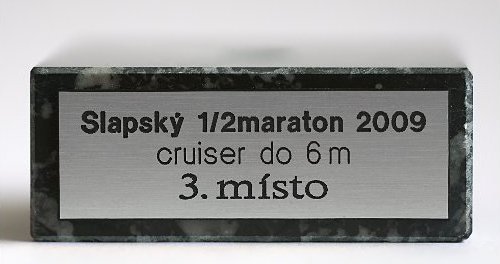 Slapský 1/2maraton 2009
cruiser do 6 m
3. místo